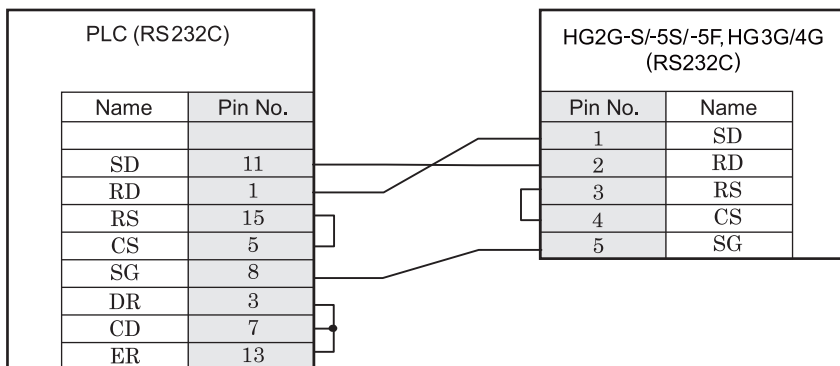 PLC (RS232C)
Name Pin No.
SD 11
RD 1
RS 15
CS 5
SG 8
DR 3
CD 7
ER 13
HG2G-S/-5S/-5F, HG3G/4G
(RS232C)
Pin No. Name
1 SD
2 RD
3 RS
4 CS
5 SG